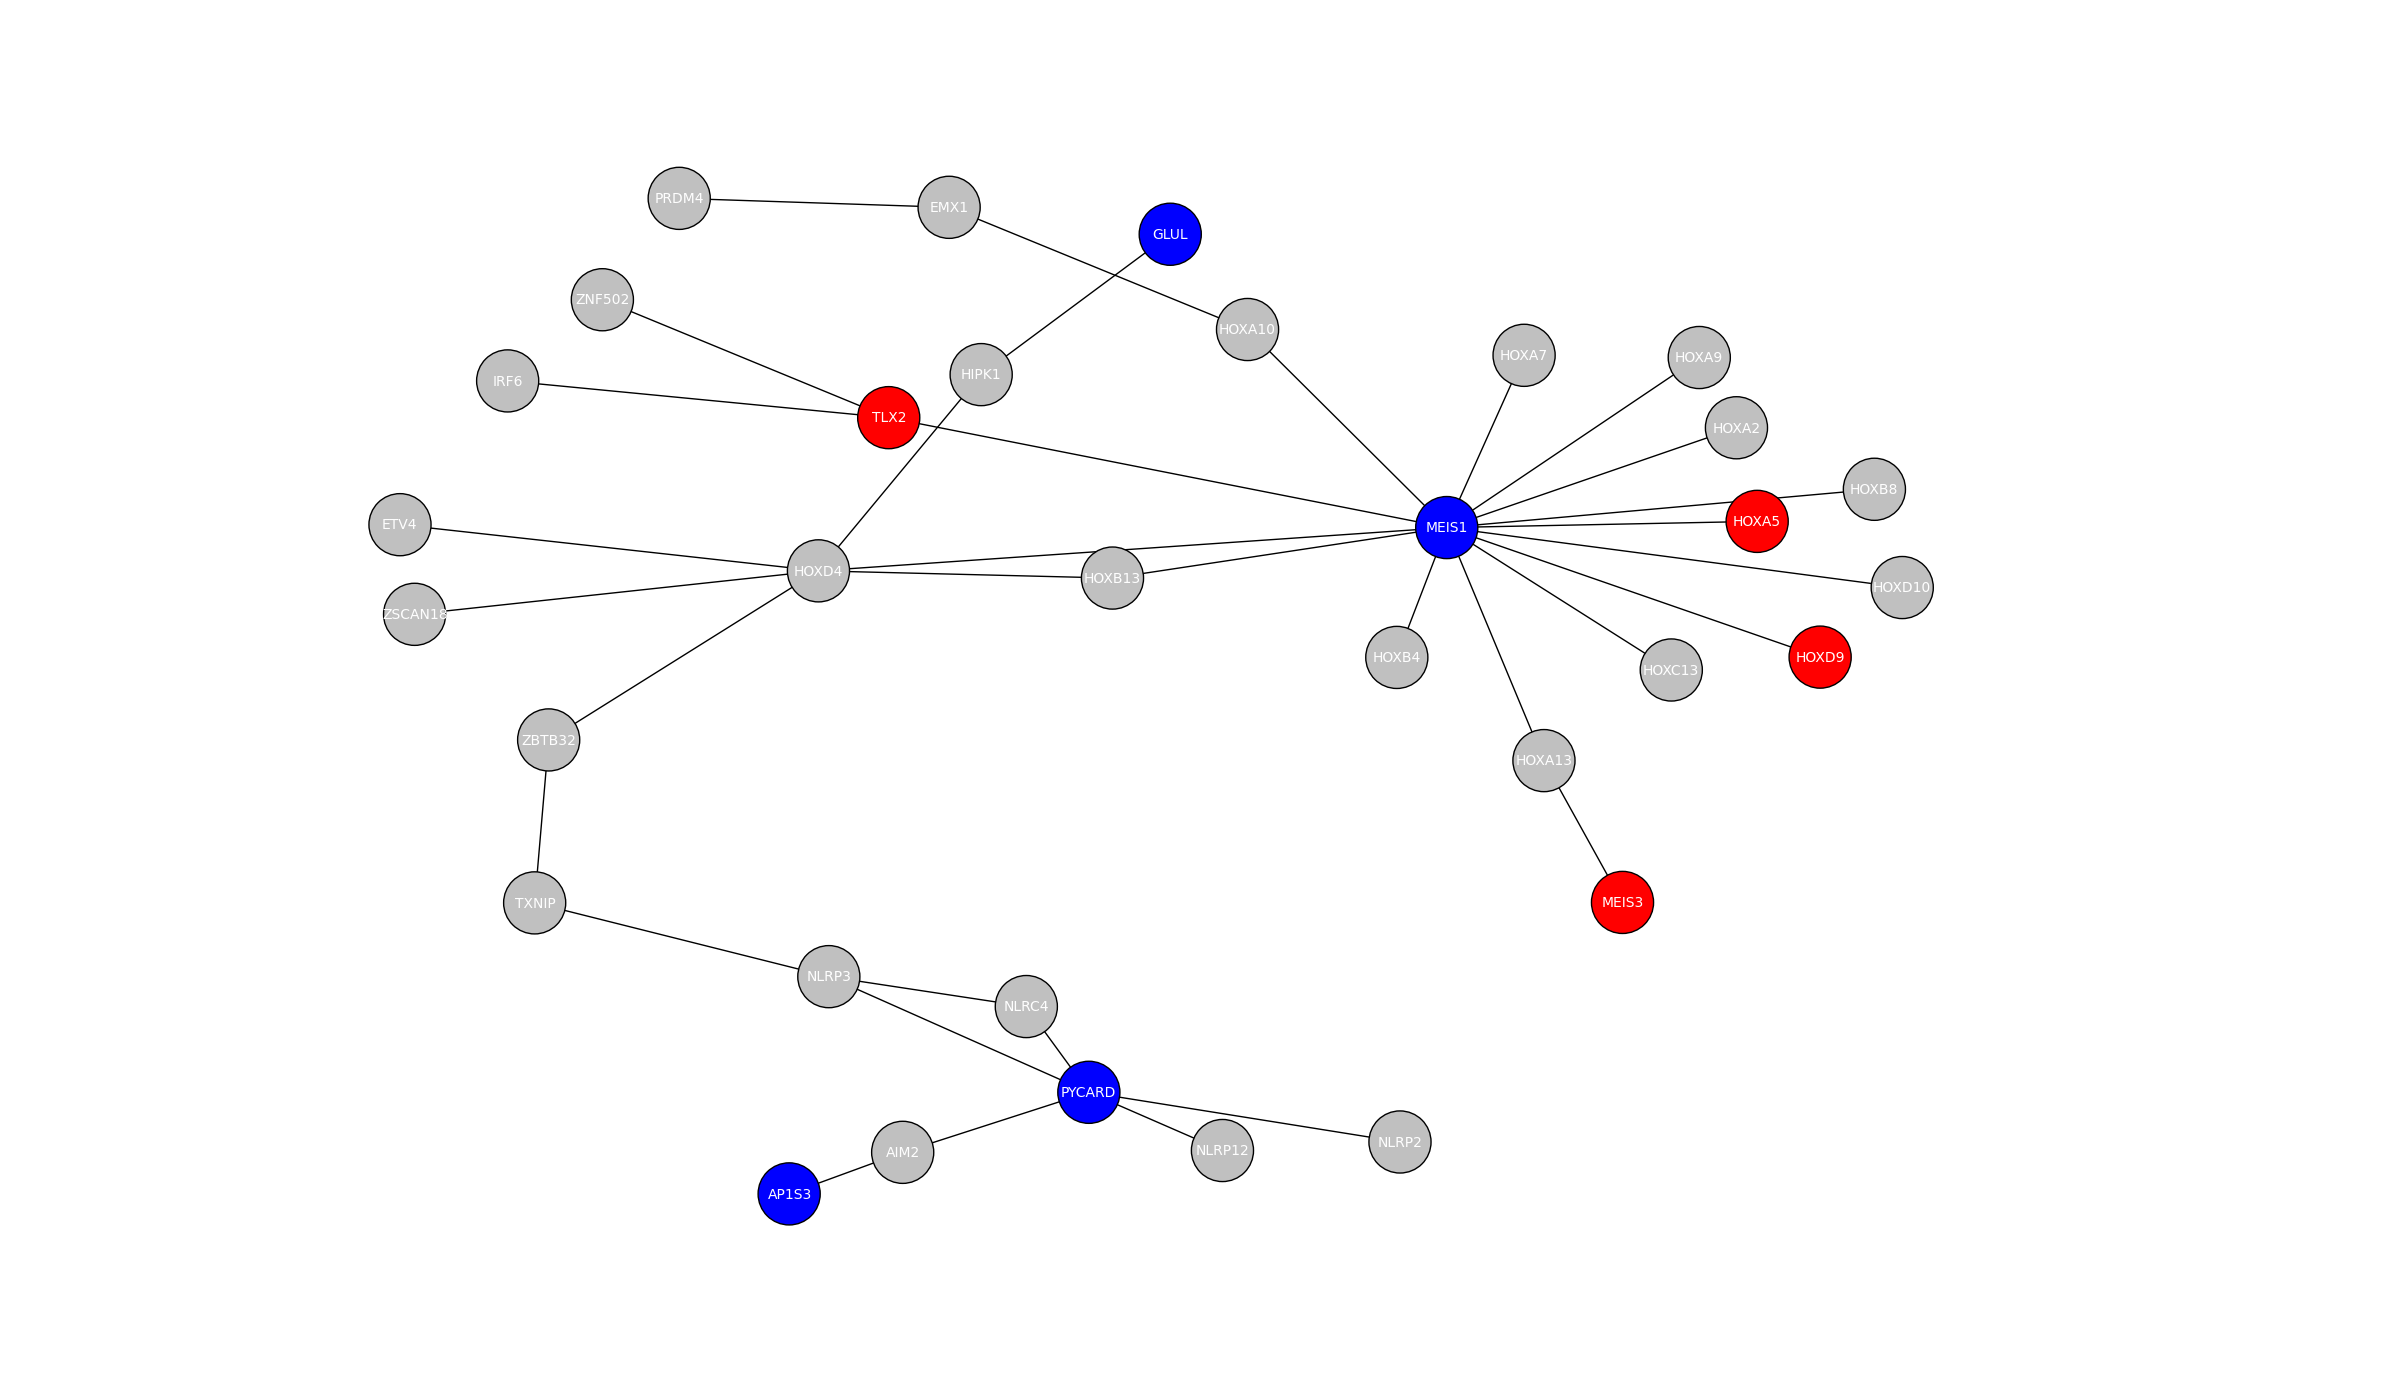 PRDM4
EMX1
GLUL
ZNF502
HOXA10
HOXA7
HOXA9
HIPK1
IRF6
TLX2
HOXA2
HOXB8
HOXA5
ETV4
MEIS1
HOXD4
HOXB13
HOXD10
ZSCAN18
HOXB4
HOXD9
HOXC13
ZBTB32
HOXA13
TXNIP
MEIS3
NLRP3
NLRC4
PYCARD
NLRP2
NLRP12
AIM2
AP1S3